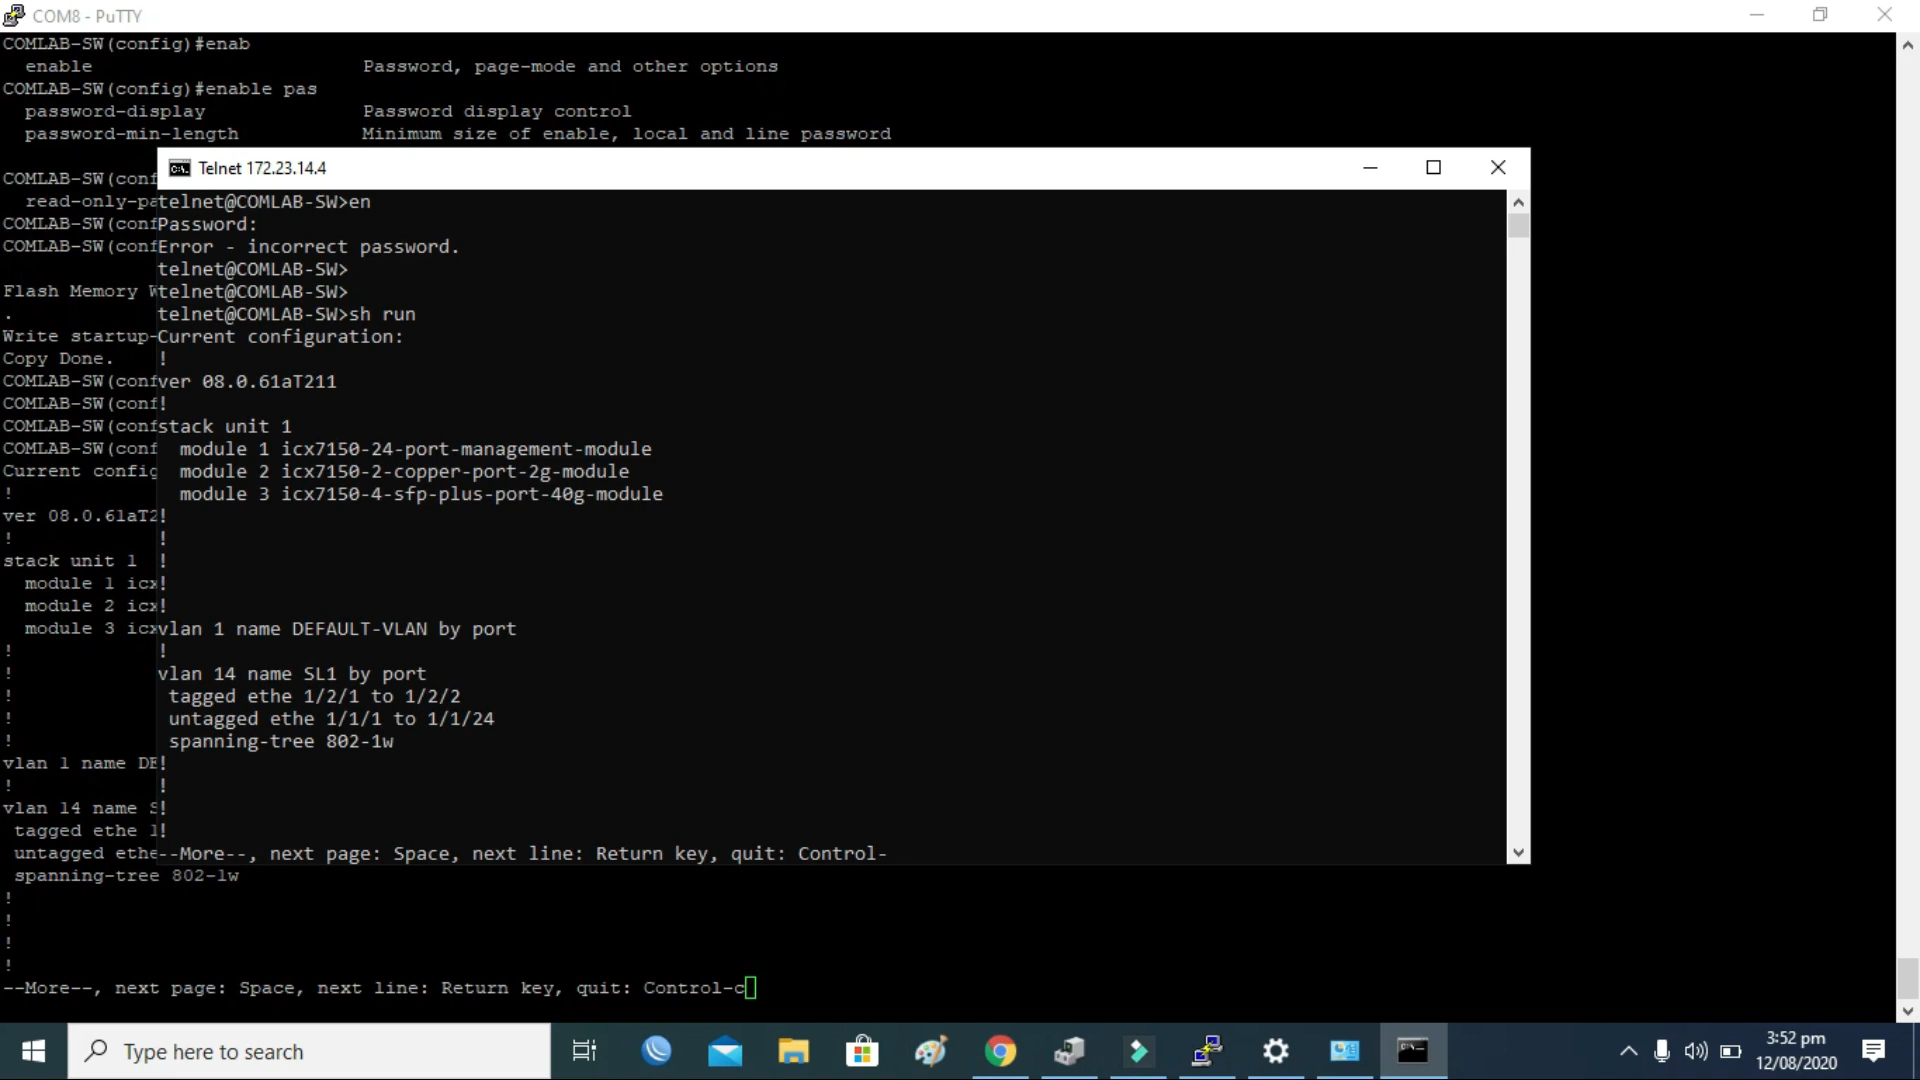 COM8 - PuTTY
COMLAB-SW(config)#enab
enable Password, page-mode and other options
COMLAB-SW(config)#enable pas
password-display Password display control
password-min-length Minimum size of enable, local and line password
COMLAB-SW(conf
read-only-pa
COMLAB-SW(conf
COMLAB-SW(conf
Flash Memory W
.
Write startup-
Copy Done.
COMLAB-SW(conf
COMLAB-SW(conf
COMLAB-SW(conf
COMLAB-SW(conf
Current config
!
ver 08.0.61aT2
!
stack unit 1
module 1 icx
module 2 icx
module 3 icx
!
!
!
!
!
vlan 1 name DE
!
vlan 14 name S
tagged ethe 1
untagged ethe
spanning-tree 802-1w
!
!
!
!
--More--, next page: Space, next line: Return key, quit: Control-c
Telnet 172.23.14.4
telnet@COMLAB-SW>en
Password:
Error - incorrect password.
telnet@COMLAB-SW>
telnet@COMLAB-SW>
telnet@COMLAB-SW>sh run
Current configuration:
!
ver 08.0.61aT211
!
stack unit 1
module 1 icx7150-24-port-management-module
module 2 icx7150-2-copper-port-2g-module
module 3 icx7150-4-sfp-plus-port-40g-module
!
!
!
!
!
vlan 1 name DEFAULT-VLAN by port
!
vlan 14 name SL1 by port
tagged ethe 1/2/1 to 1/2/2
untagged ethe 1/1/1 to 1/1/24
spanning-tree 802-1w
!
!
!
!
--More--, next page: Space, next line: Return key, quit: Control-
Type here to search
3:52 pm
12/08/2020